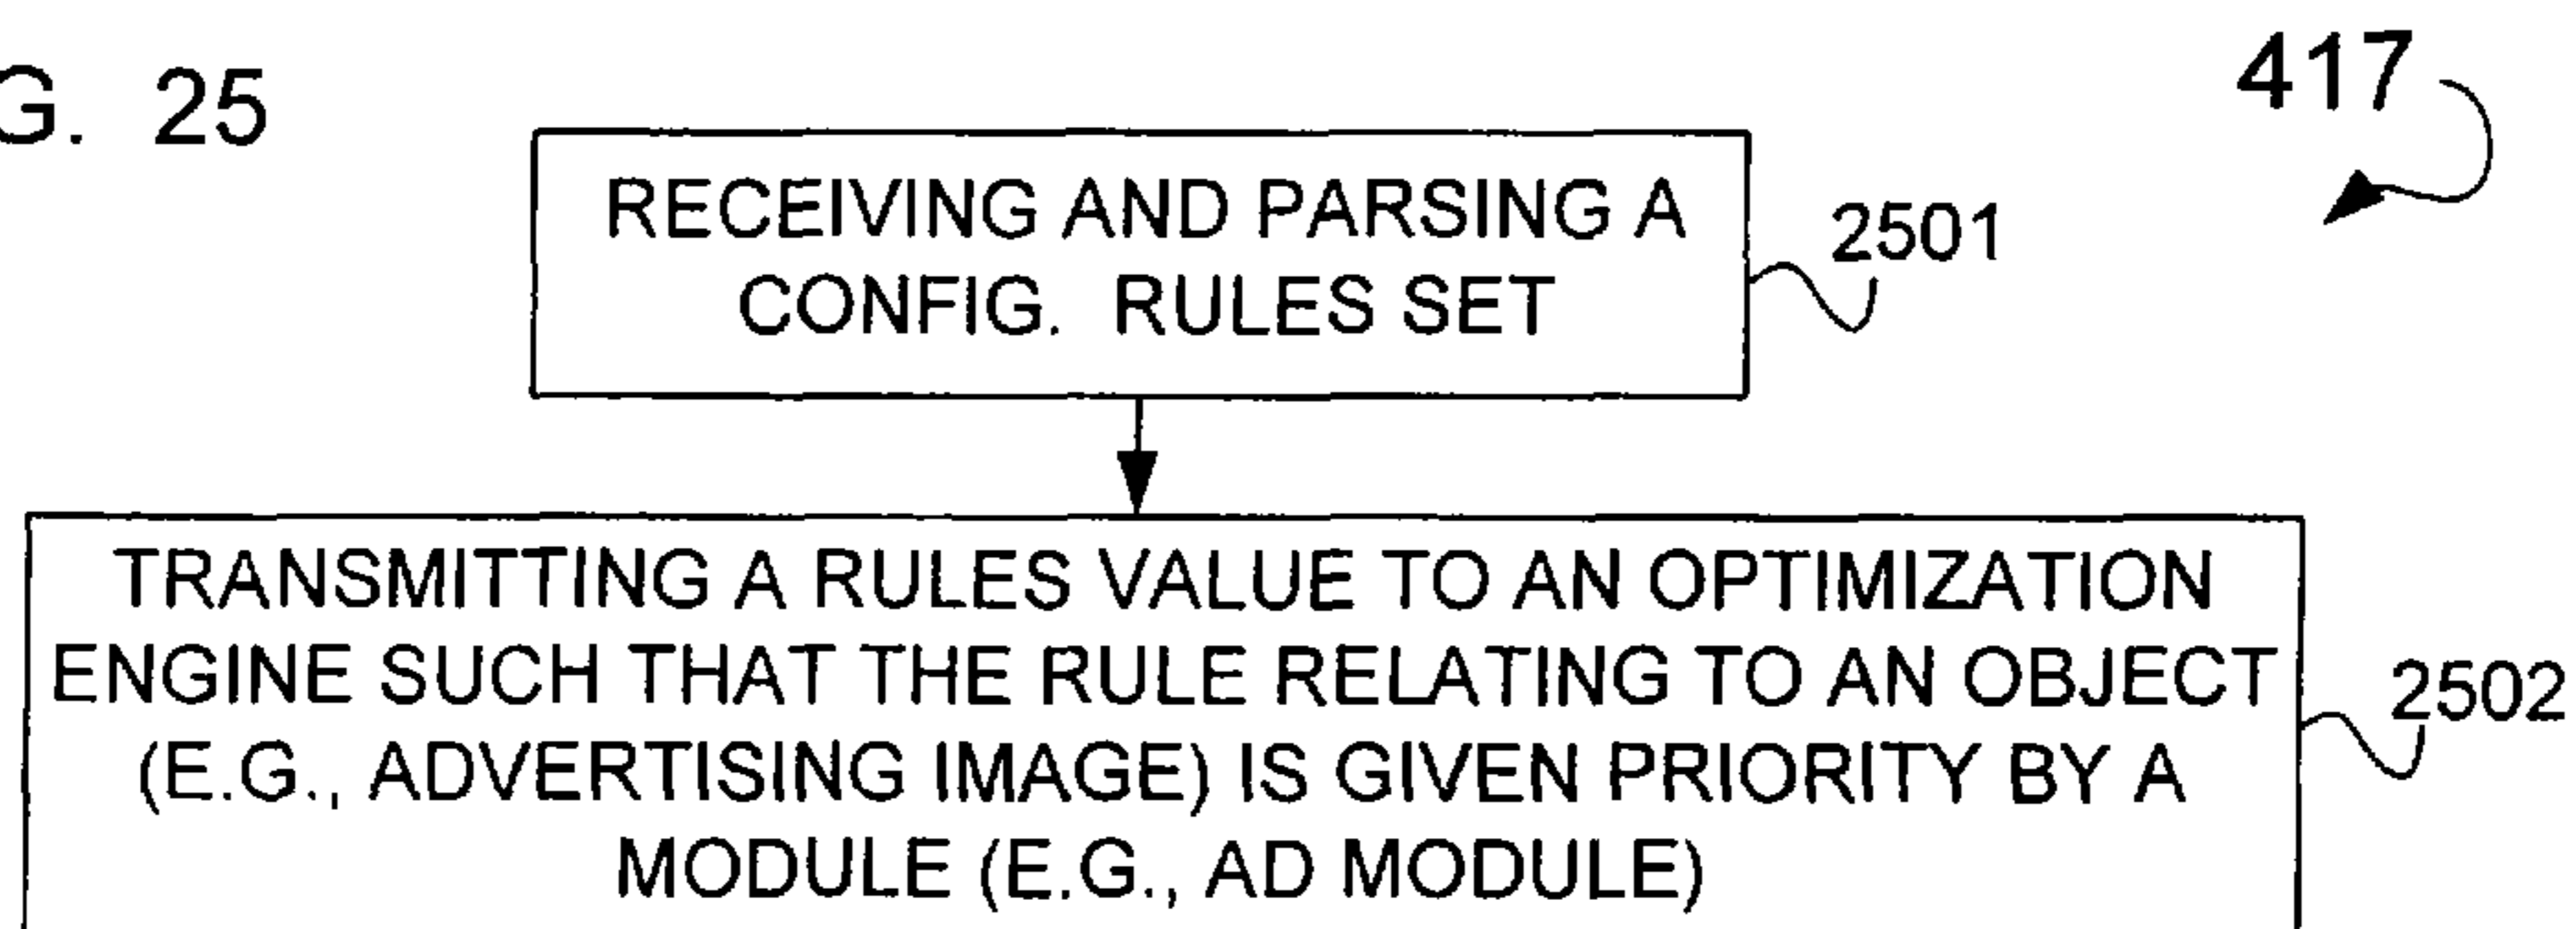 G. 25
417
RECEIVING AND PARSING A
CONFIG. RULES SET
2501
TRANSMITTING A RULES VALUE TO AN OPTIMIZATION
ENGINE SUCH THAT THE RULE RELATING TO AN OBJECT
(E.G., ADVERTISING IMAGE) IS GIVEN PRIORITY BY A
MODULE (E.G., AD MODULE)
2502